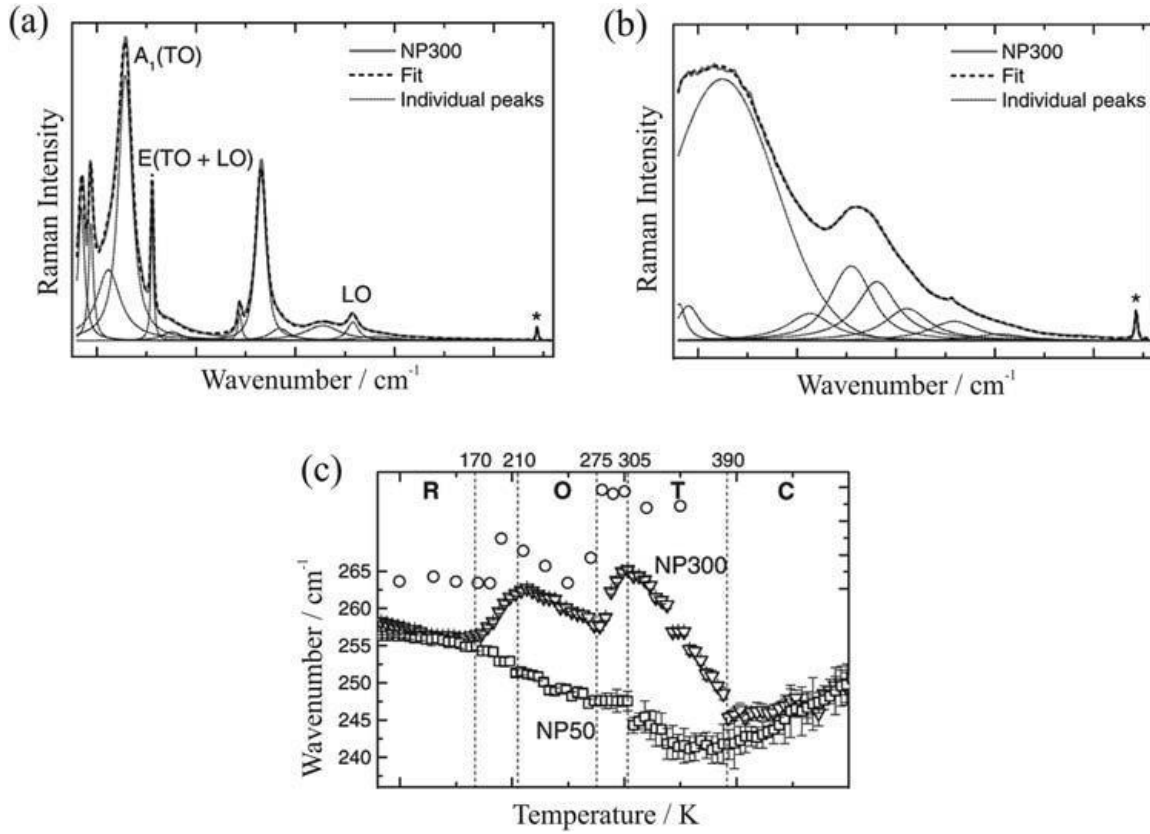 (a)
A₁(TO)
NP300
Fit
Individual peaks
E(TO + LO)
LO
*
Raman Intensity
Wavenumber / cm⁻¹
(b)
NP300
Fit
Individual peaks
*
Raman Intensity
Wavenumber / cm⁻¹
(c)
170 210 275 305 390
R O T C
NP300
265
260
255
250
245
240
NP50
Wavenumber / cm⁻¹
Temperature / K